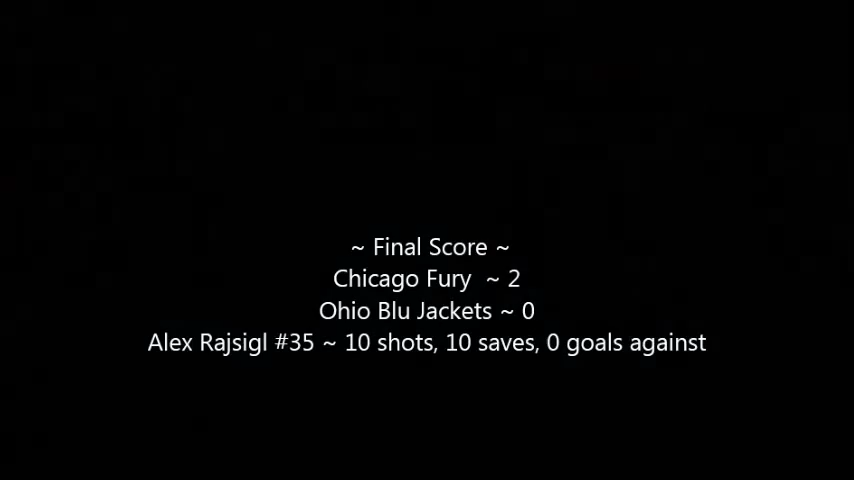 ~ Final Score ~
Chicago Fury  ~ 2
Ohio Blu Jackets ~ 0
Alex Rajsigl #35 ~ 10 shots, 10 saves, 0 goals against